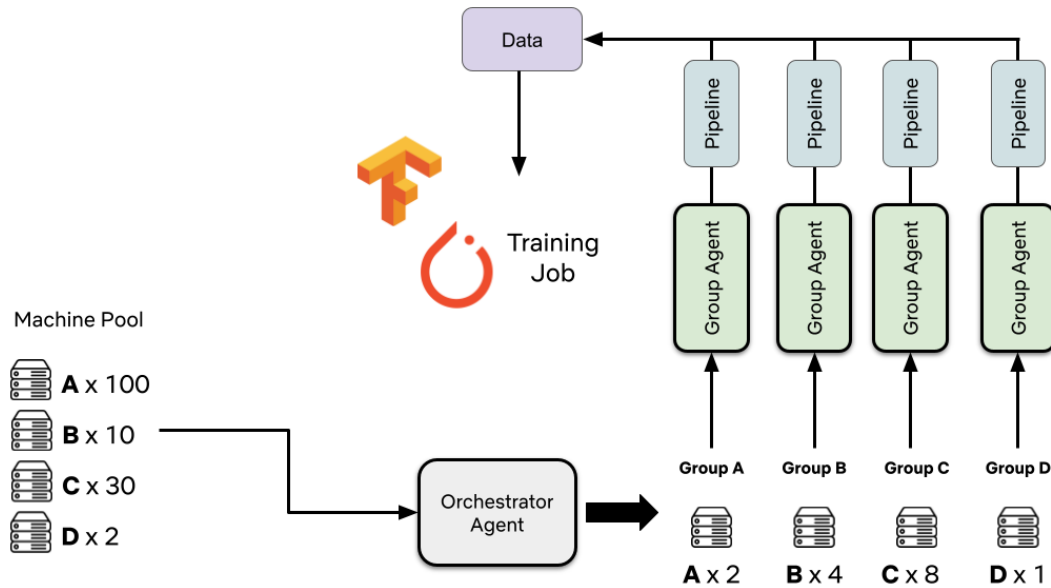 Data
Pipeline
Pipeline
Pipeline
Pipeline
Group Agent
Group Agent
Group Agent
Group Agent
Training
Job
Machine Pool
A x 100
B x 10
C x 30
D x 2
Orchestrator
Agent
Group A
Group B
Group C
Group D
A x 2
B x 4
C x 8
D x 1